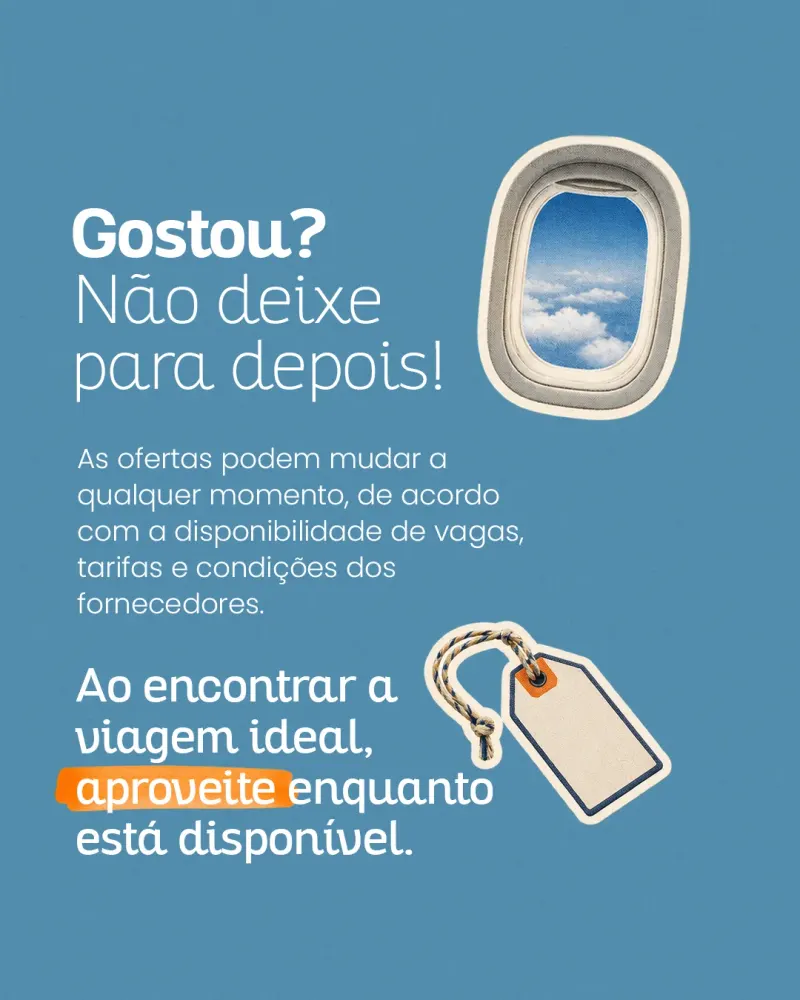 Gostou?
Não deixe
para depois!
As ofertas podem mudar a
qualquer momento, de acordo
com a disponibilidade de vagas,
tarifas e condições dos
fornecedores.
Ao encontrar a
viagem ideal,
aproveite enquanto
está disponível.